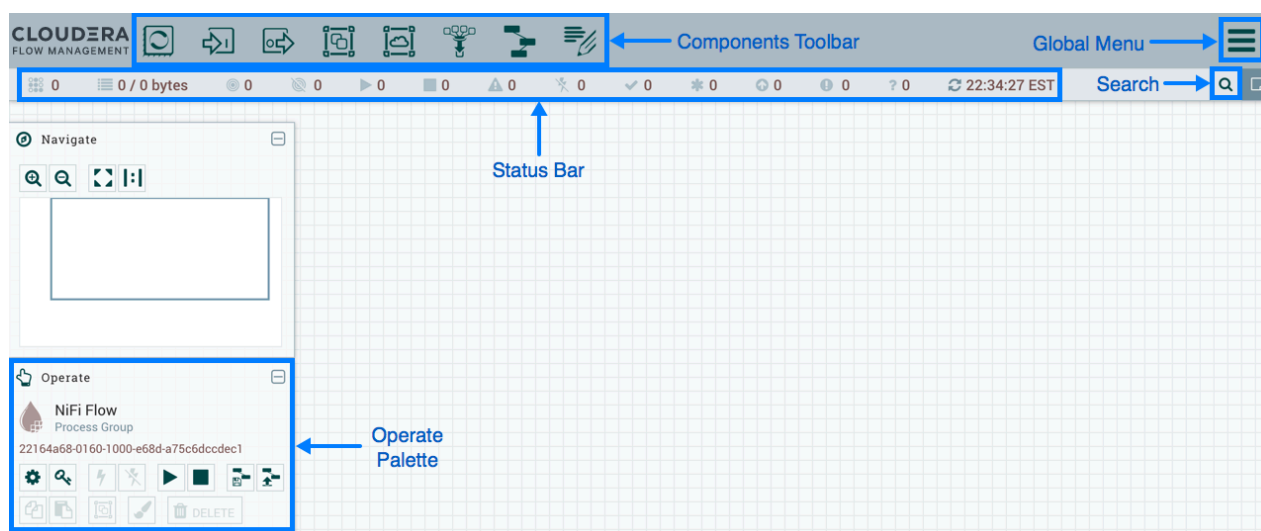 CLOUDERA
FLOW MANAGEMENT
Components Toolbar
Global Menu
0 0 / 0 bytes 0 0 0 0 0 0 0 0 0 0 ? 0 22:34:27 EST
Search
Status Bar
Navigate
Operate
NiFi Flow
Process Group
22164a68-0160-1000-e68d-a75c6dccdec1
DELETE
Operate
Palette